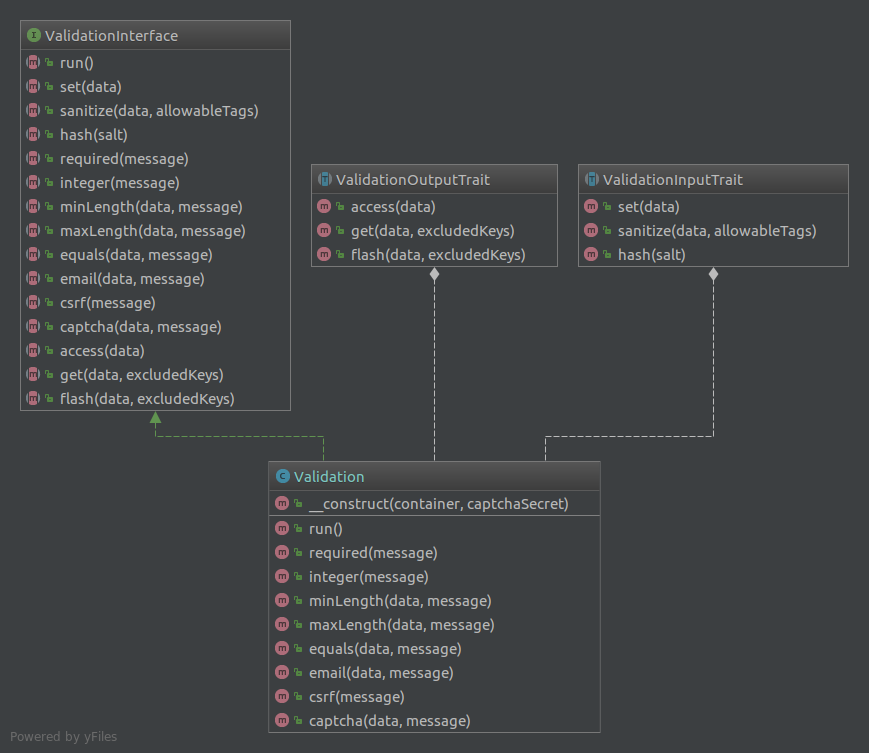 ValidationInterface
run()
set(data)
sanitize(data, allowableTags)
hash(salt)
required(message)
integer(message)
minLength(data, message)
maxLength(data, message)
equals(data, message)
email(data, message)
csrf(message)
captcha(data, message)
access(data)
get(data, excludedKeys)
flash(data, excludedKeys)
ValidationOutputTrait
access(data)
get(data, excludedKeys)
flash(data, excludedKeys)
ValidationInputTrait
set(data)
sanitize(data, allowableTags)
hash(salt)
Validation
__construct(container, captchaSecret)
run()
required(message)
integer(message)
minLength(data, message)
maxLength(data, message)
equals(data, message)
email(data, message)
csrf(message)
captcha(data, message)
Powered by yFiles